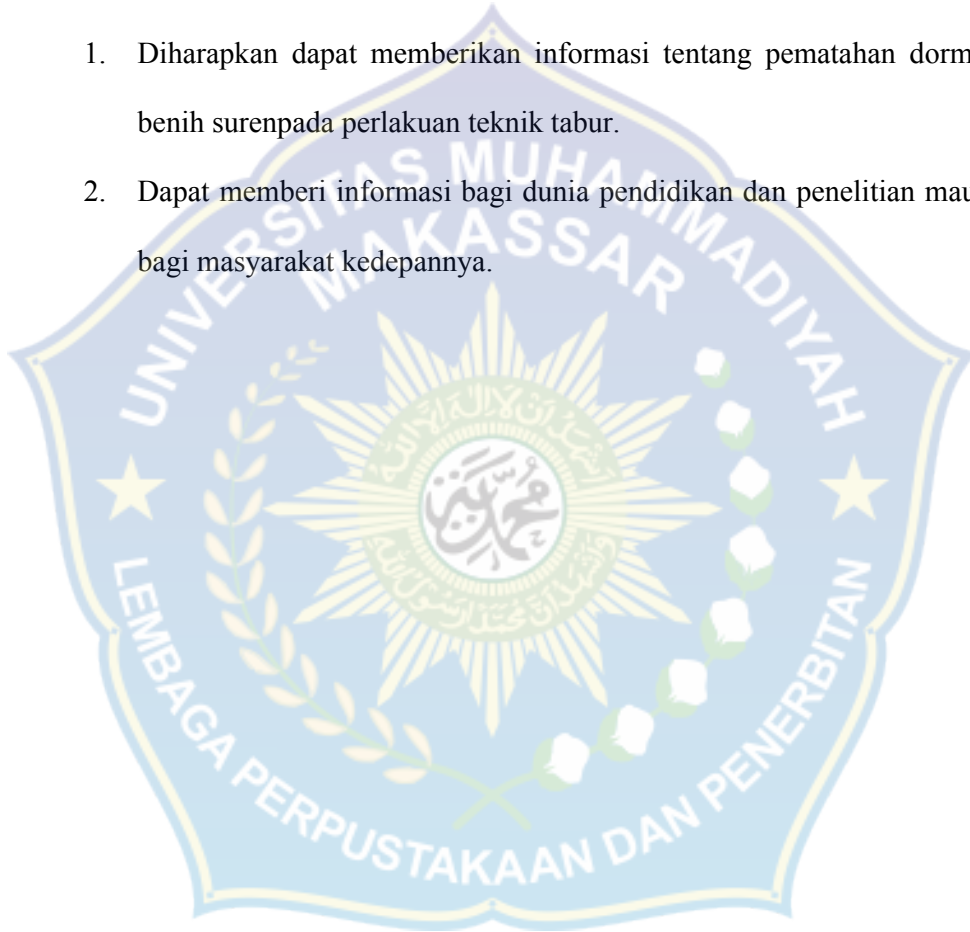 1. Diharapkan dapat memberikan informasi tentang pematahan dorm
benih surenpada perlakuan teknik tabur.
2. Dapat memberi informasi bagi dunia pendidikan dan penelitian mau
bagi masyarakat kedepannya.
UNIVERSITAS MUHAMMADIYAH
MAKASSAR
محمد
LEMBAGA PERPUSTAKAAN DAN PENERBITAN